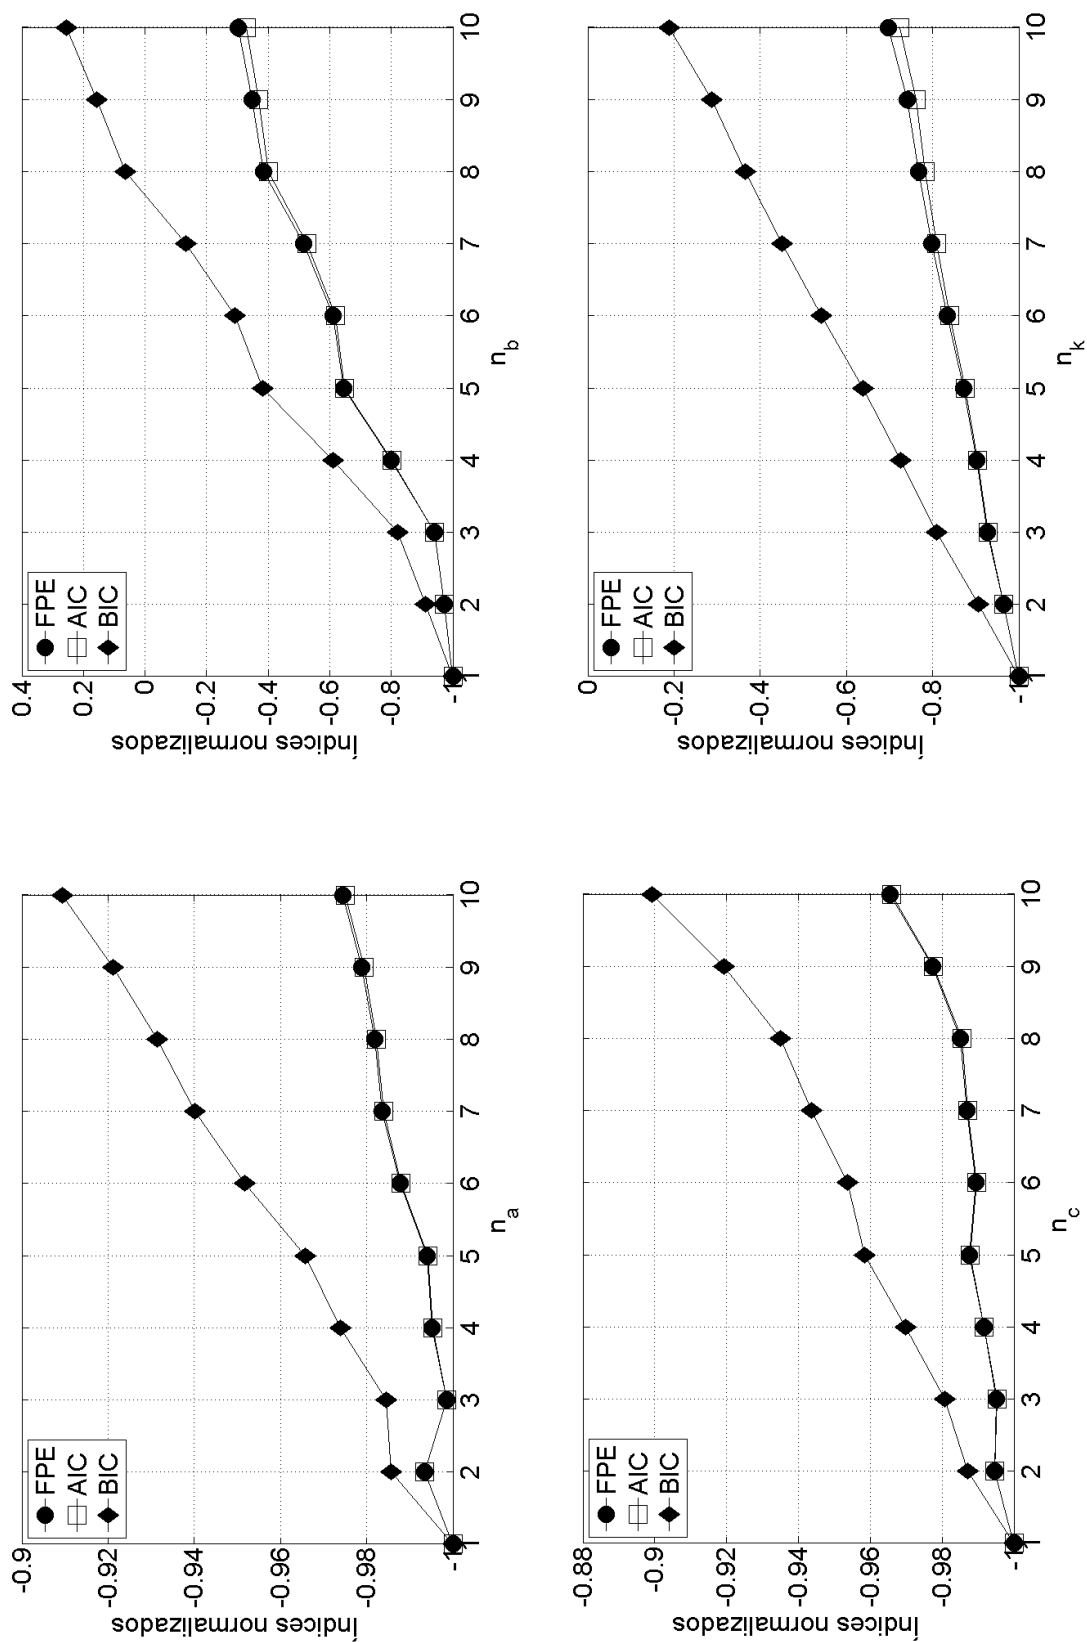 Índices normalizados
-0.9
-0.92
-0.94
-0.96
-0.98
-1
FPE
AIC
BIC
1 2 3 4 5 6 7 8 9 10
n_a
Índices normalizados
0.4
0.2
0
-0.2
-0.4
-0.6
-0.8
-1
FPE
AIC
BIC
1 2 3 4 5 6 7 8 9 10
n_b
Índices normalizados
-0.88
-0.9
-0.92
-0.94
-0.96
-0.98
-1
FPE
AIC
BIC
1 2 3 4 5 6 7 8 9 10
n_c
Índices normalizados
0
-0.2
-0.4
-0.6
-0.8
-1
FPE
AIC
BIC
1 2 3 4 5 6 7 8 9 10
n_k